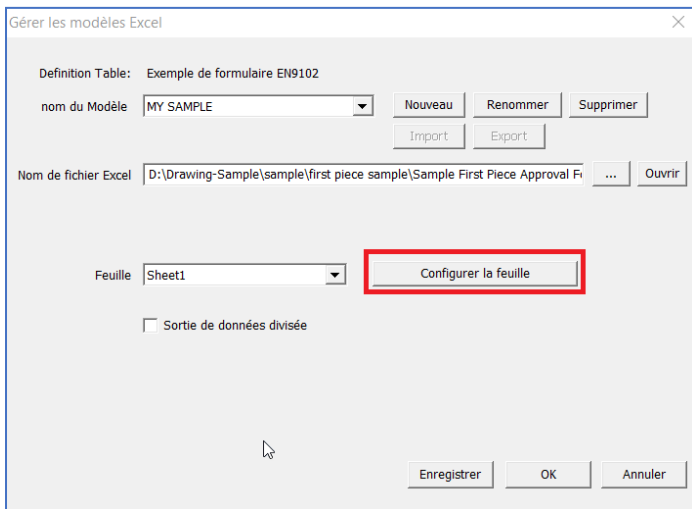 Gérer les modèles Excel
Definition Table: Exemple de formulaire EN9102
nom du Modèle MY SAMPLE Nouveau Renommer Supprimer
Import Export
Nom de fichier Excel D:\Drawing-Sample\sample\first piece sample\Sample First Piece Approval ... Ouvrir
Feuille Sheet1 Configurer la feuille
Sortie de données divisée
Enregistrer OK Annuler